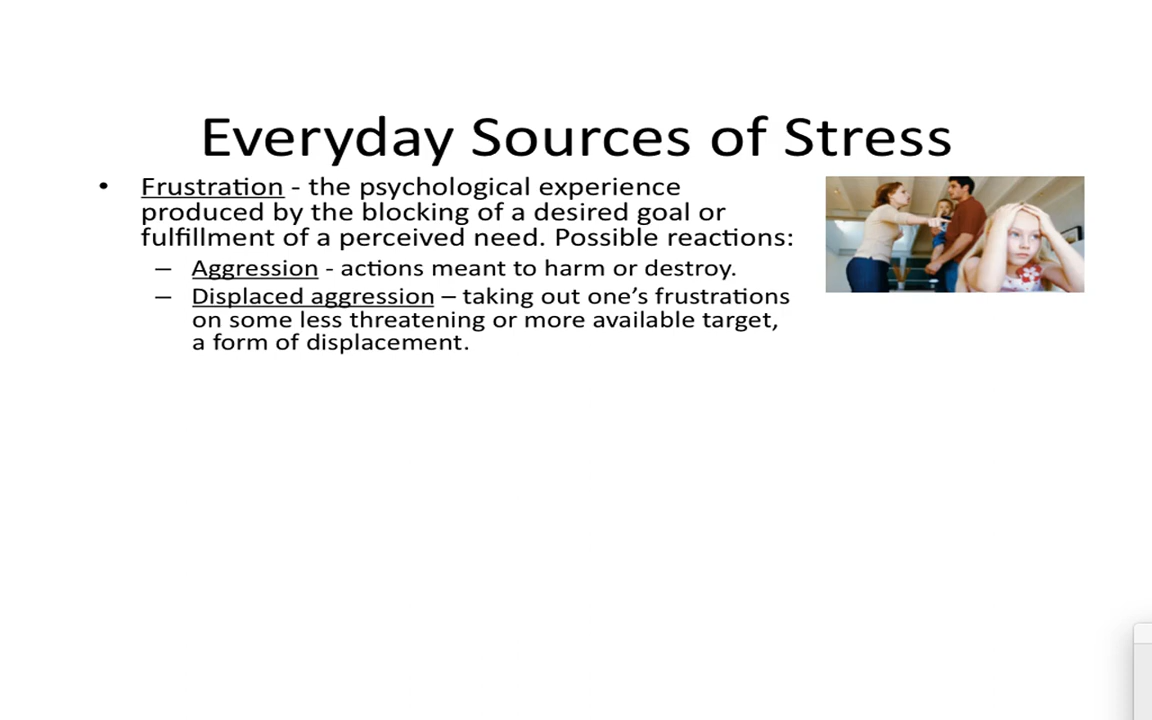 Everyday Sources of Stress
• Frustration - the psychological experience
produced by the blocking of a desired goal or
fulfillment of a perceived need. Possible reactions:
– Aggression - actions meant to harm or destroy.
– Displaced aggression – taking out one’s frustrations
on some less threatening or more available target,
a form of displacement.